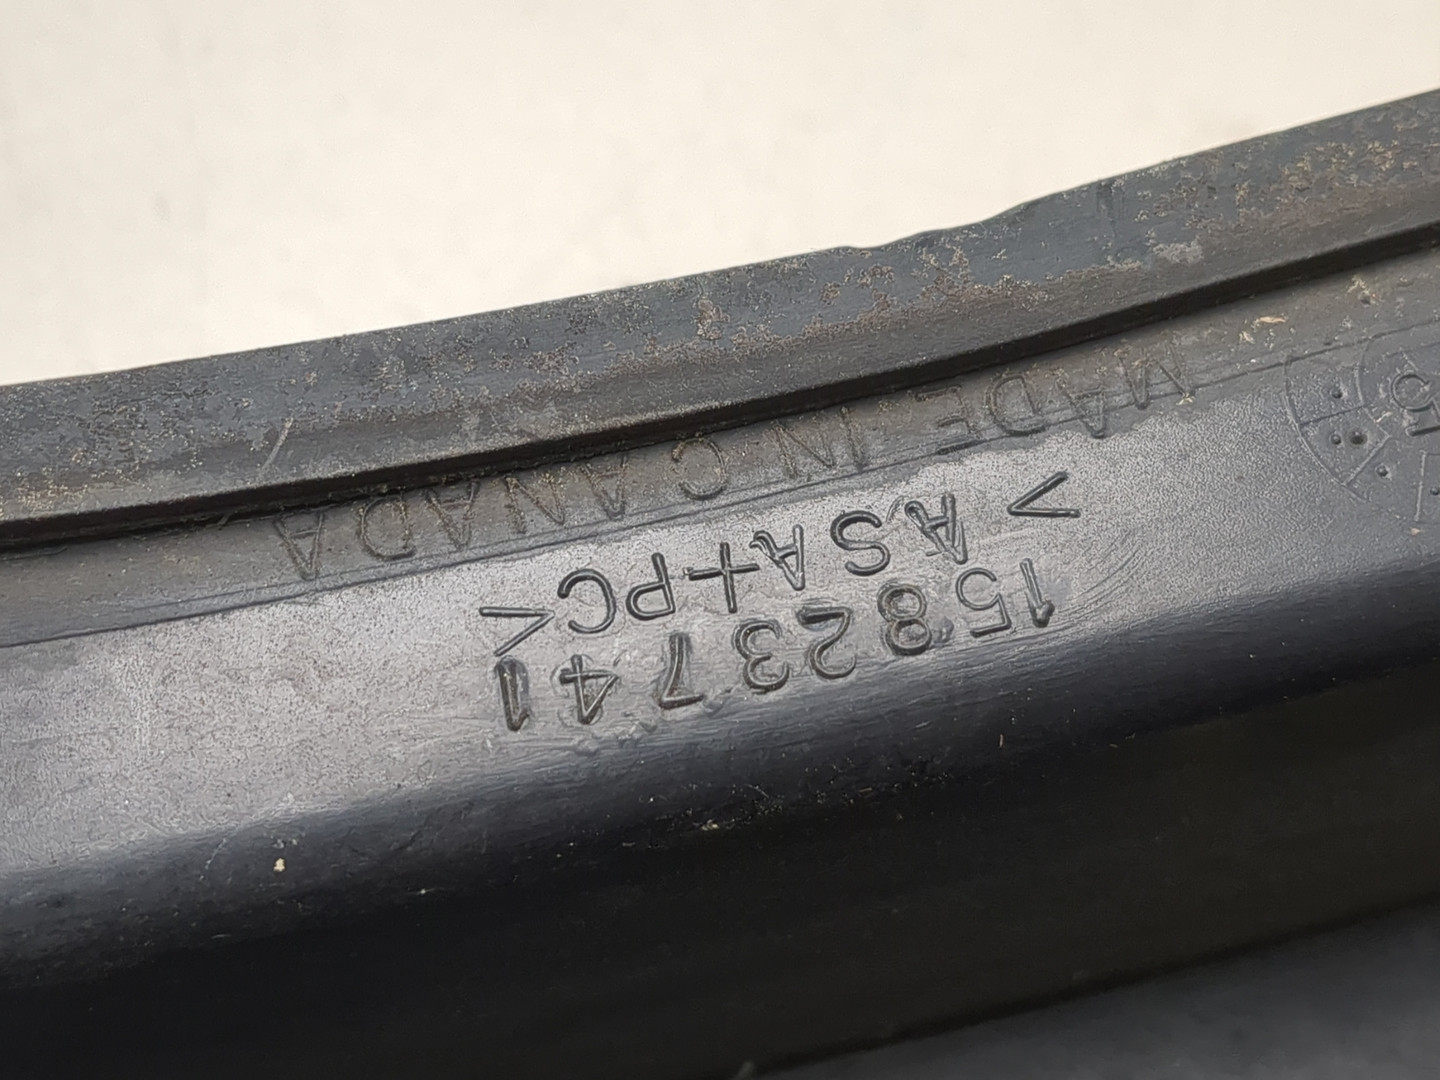 15823741
>ASA+PC<
MADE IN CANADA